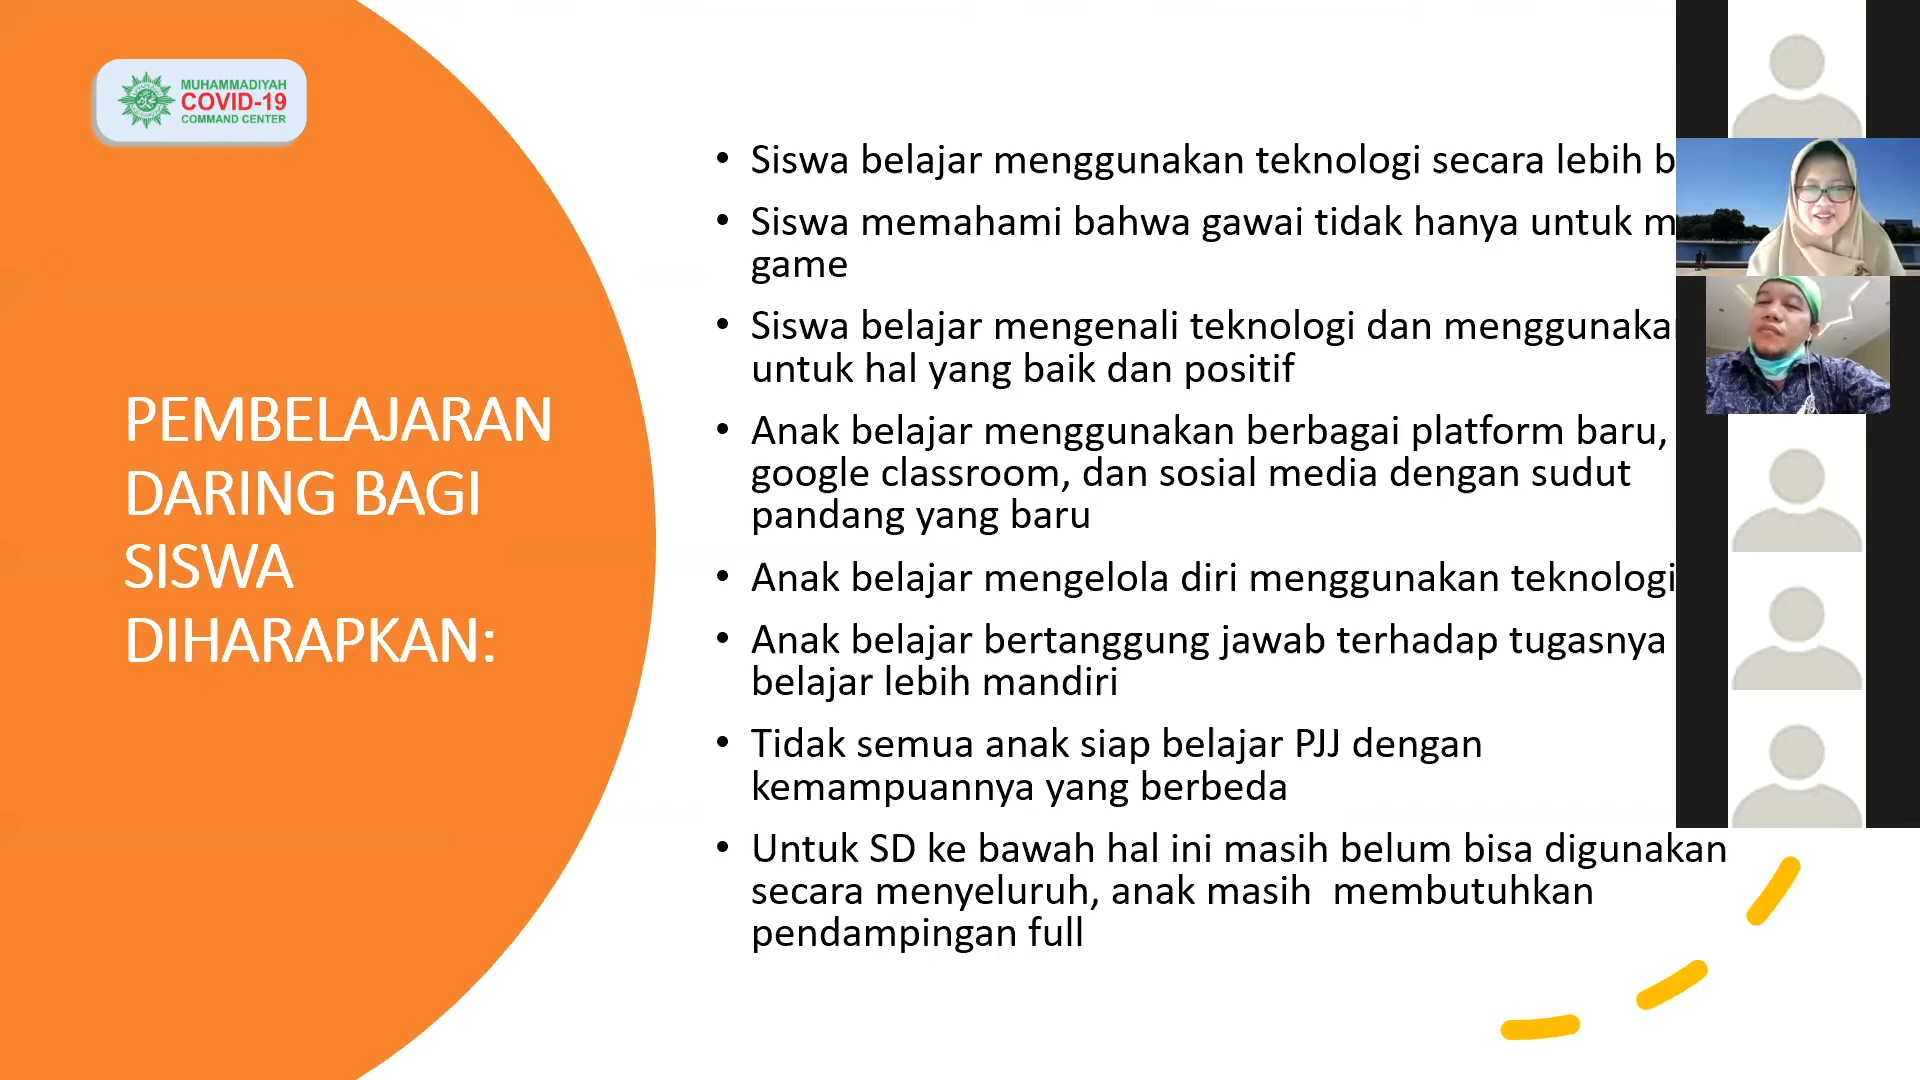 MUHAMMADIYAH
COVID-19
COMMAND CENTER
PEMBELAJARAN
DARING BAGI
SISWA
DIHARAPKAN:
• Siswa belajar menggunakan teknologi secara lebih
• Siswa memahami bahwa gawai tidak hanya untuk
game
• Siswa belajar mengenali teknologi dan
untuk hal yang baik dan positif
• Anak belajar menggunakan berbagai platform baru,
google classroom, dan sosial media dengan sudut
pandang yang baru
• Anak belajar mengelola diri menggunakan teknologi
• Anak belajar bertanggung jawab terhadap tugasnya
belajar lebih mandiri
• Tidak semua anak siap belajar PJJ dengan
kemampuannya yang berbeda
• Untuk SD ke bawah hal ini masih belum bisa digunakan
secara menyeluruh, anak masih  membutuhkan
pendampingan full